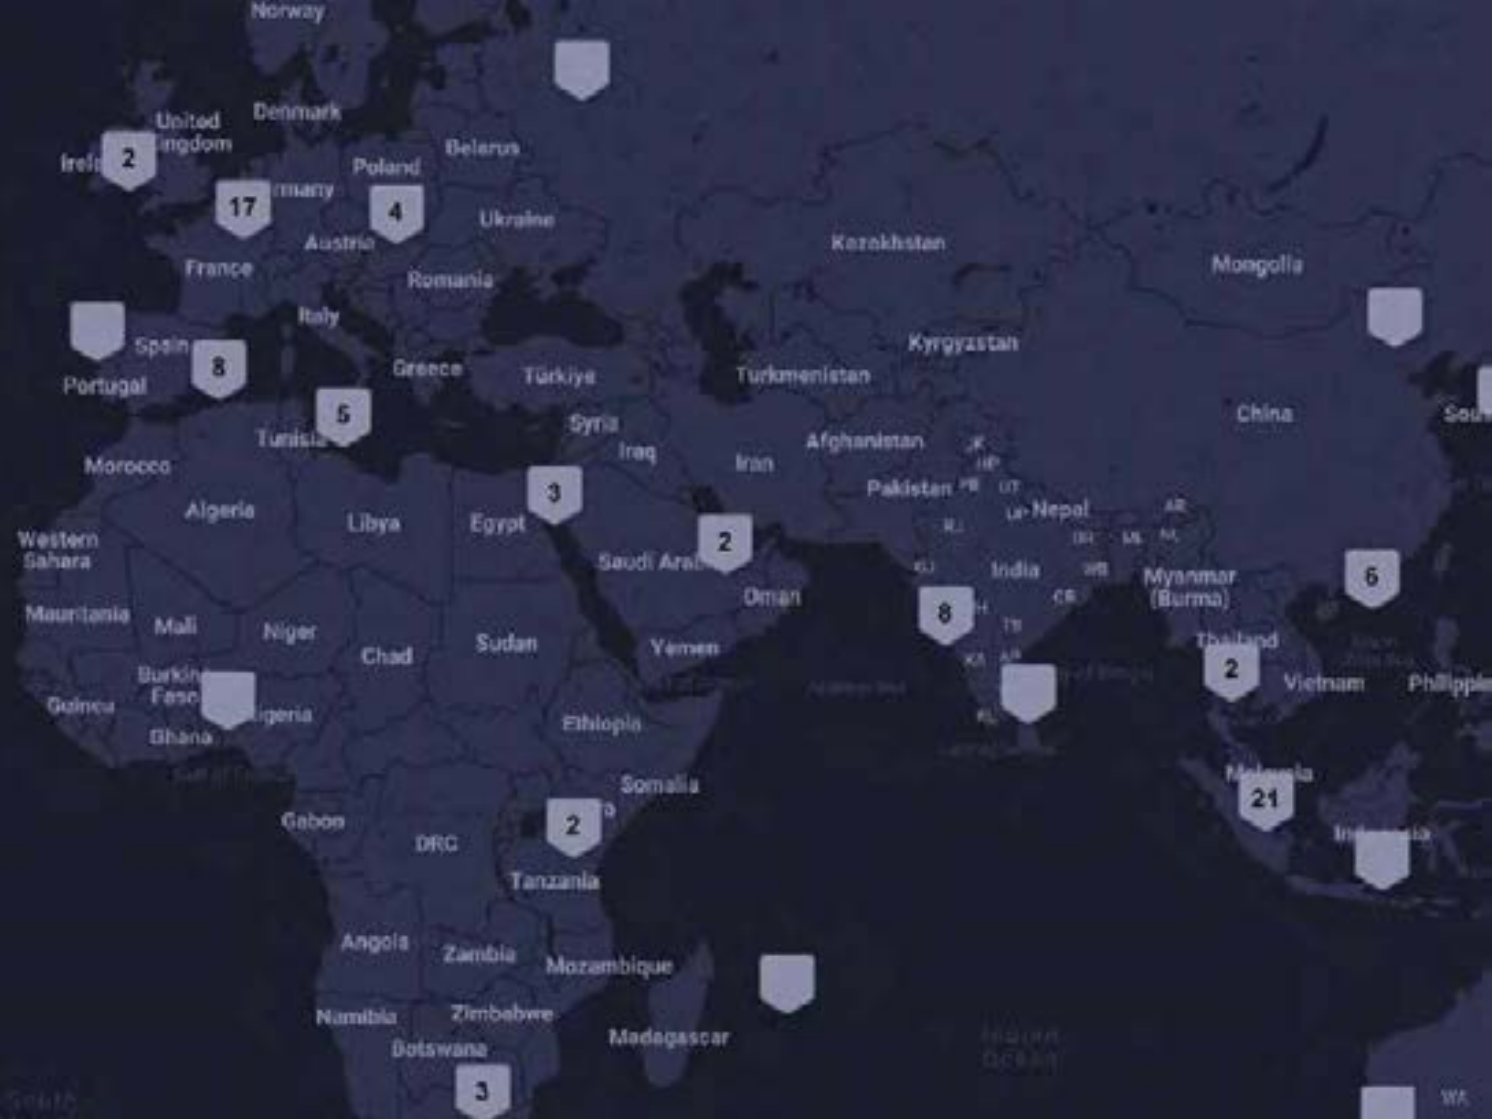 Norway
United
Kingdom
Denmark
2
Poland
Belarus
17
4
Ukraine
Austria
Kazakhstan
France
Romania
Mongolia
Italy
Spain
8
Greece
Türkiye
Turkmenistan
Kyrgyzstan
Portugal
5
China
Tunisia
Syria
Iraq
Iran
Afghanistan
Morocco
Pakistan
3
Algeria
Libya
Egypt
Nepal
Western
Sahara
2
India
Myanmar
(Burma)
6
Oman
8
Mauritania
Mali
Niger
Chad
Sudan
Yemen
Thailand
2
Vietnam
Guinea
Ethiopia
Ghana
Somalia
Malaysia
21
Gabon
DRC
2
Tanzania
Angola
Zambia
Mozambique
Namibia
Zimbabwe
Madagascar
Botswana
3
WA